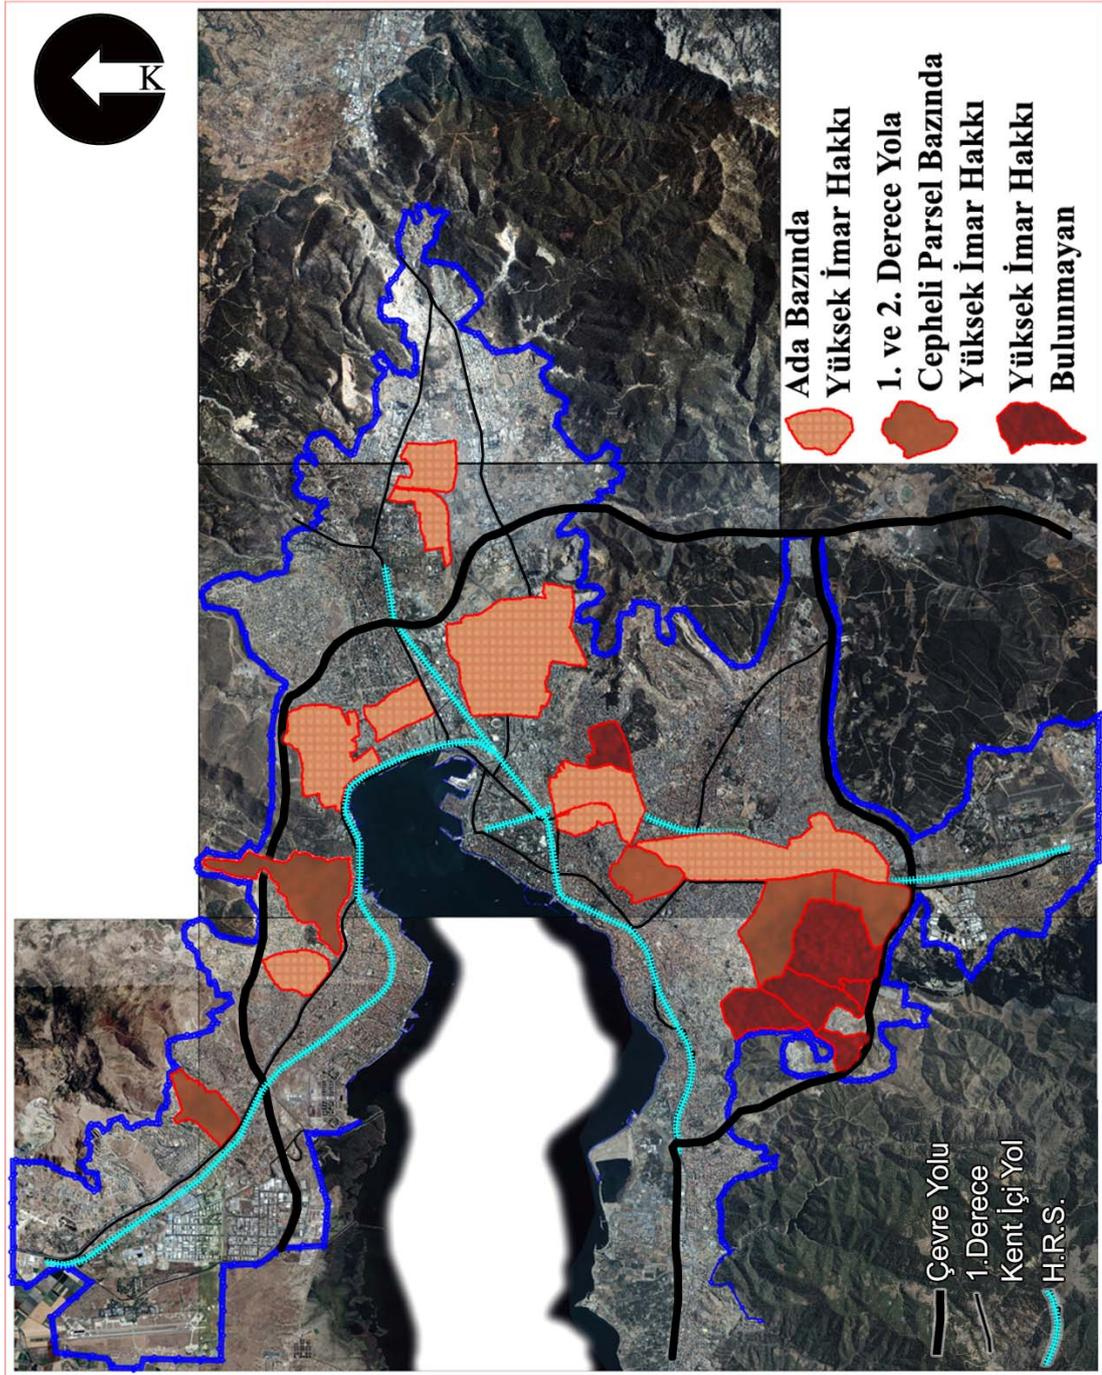 K
Ada Bazında
Yüksek İmar Hakkı
1. ve 2. Derece Yola
Cepheli Parsel Bazında
Yüksek İmar Hakkı
Yüksek İmar Hakkı
Bulunmayan
Çevre Yolu
1.Derece
Kent İçi Yol
H.R.S.